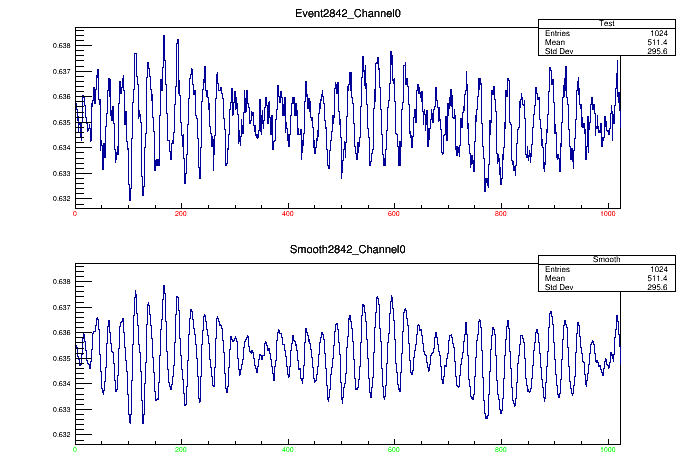 Event2842_Channel0
Test
Entries 1024
Mean 511.4
Std Dev 295.6
0.638
0.637
0.636
0.635
0.634
0.633
0.632
0 200 400 600 800 1000
Smooth2842_Channel0
Smooth
Entries 1024
Mean 511.4
Std Dev 295.6
0.638
0.637
0.636
0.635
0.634
0.633
0.632
0 200 400 600 800 1000